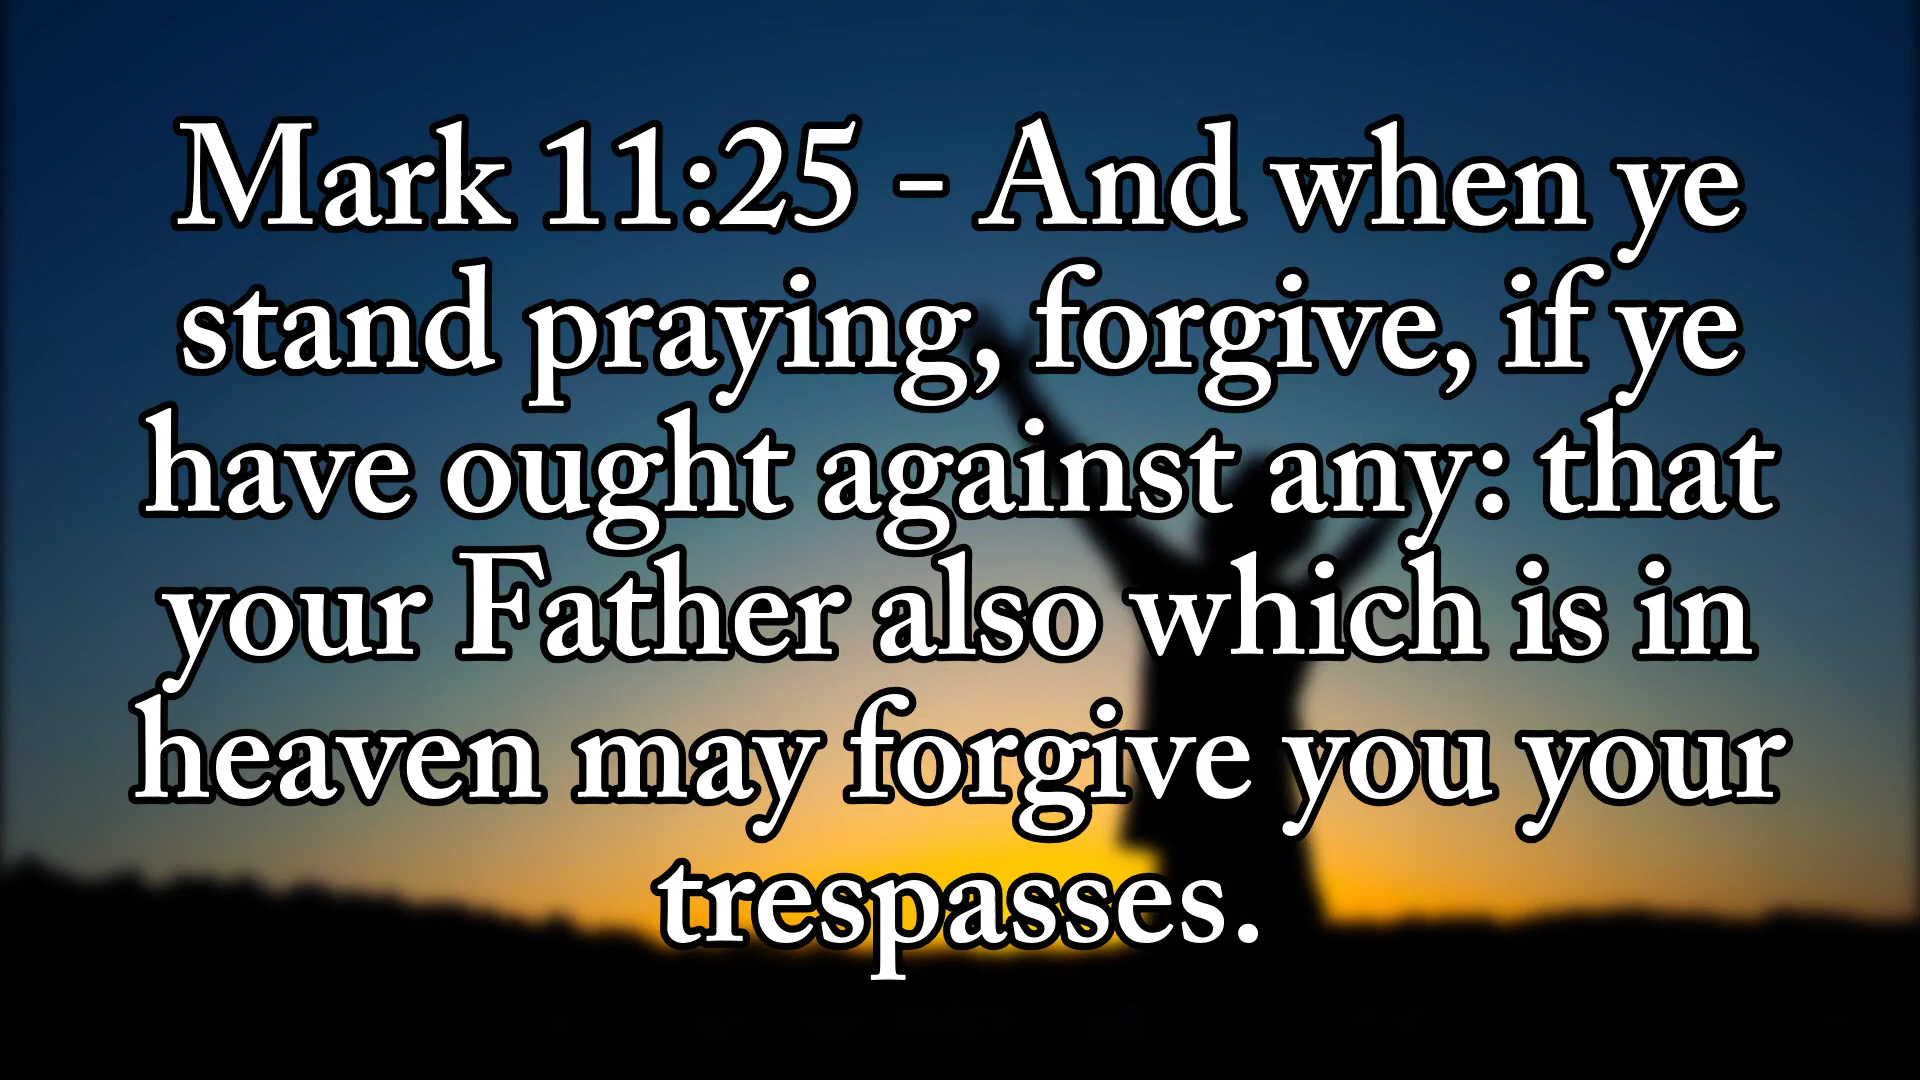 Mark 11:25 - And when ye
stand praying, forgive, if ye
have ought against any: that
your Father also which is in
heaven may forgive you your
trespasses.